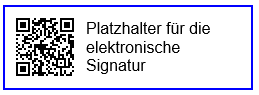 Platzhalter für die
elektronische
Signatur